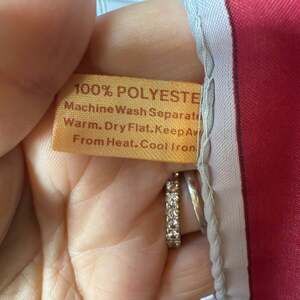 100% POLYESTE
Machine Wash Separat
Warm. Dry Flat. Keep Aw
From Heat. Cool Iron